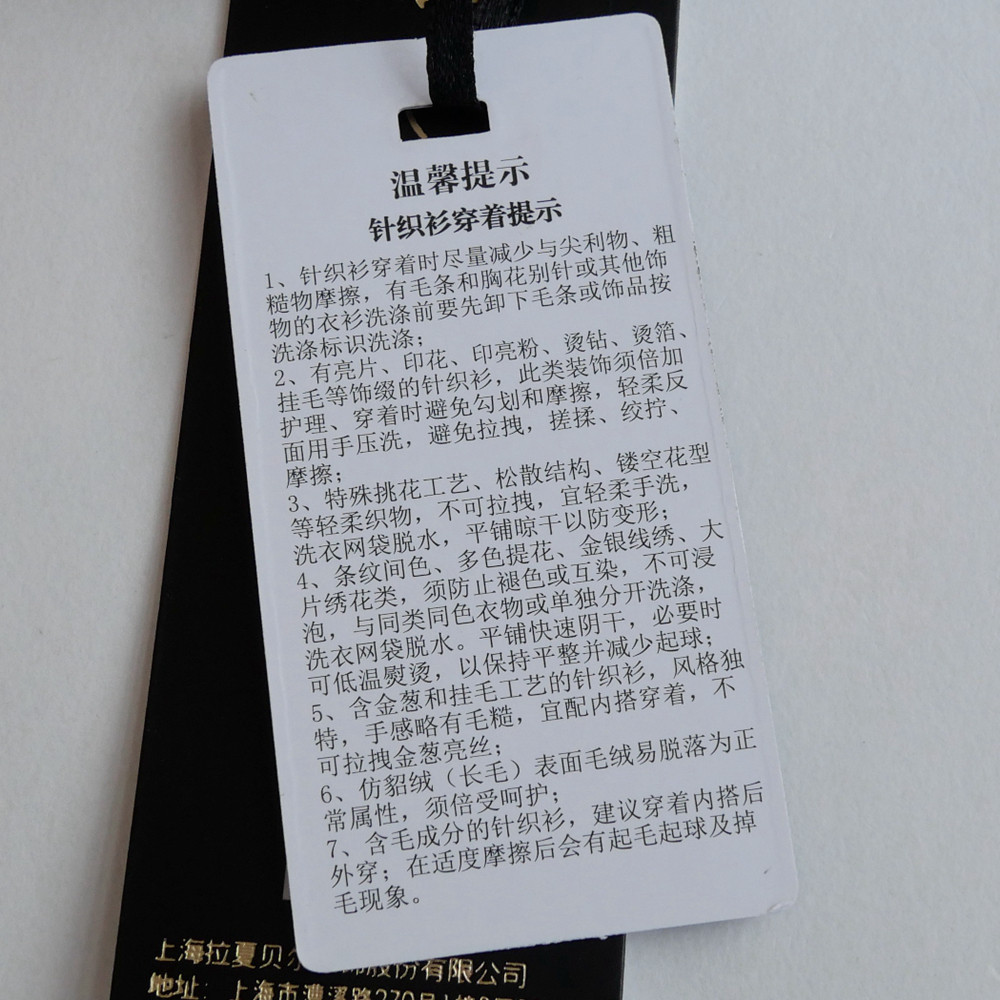 温馨提示
针织衫穿着提示
1、针织衫穿着时尽量减少与尖利物、粗
糙物摩擦，有毛条和胸花别针或其他饰
物的衣衫洗涤前要先卸下毛条或饰品按
洗涤标识洗涤；
2、有亮片、印花、印亮粉、烫钻、烫箔、
挂毛等饰缀的针织衫，此类装饰须倍加
护理、穿着时避免勾划和摩擦，轻柔反
面用手压洗，避免拉拽，搓揉、绞拧、
摩擦；
3、特殊挑花工艺、松散结构、镂空花型
等轻柔织物，不可拉拽，宜轻柔手洗，
洗衣网袋脱水，平铺晾干以防变形；
4、条纹间色、多色提花、金银线绣、大
片绣花类，须防止褪色或互染，不可浸
泡，与同类同色衣物或单独分开洗涤，
洗衣网袋脱水。平铺快速阴干，必要时
可低温熨烫，以保持平整并减少起球；
5、含金葱和挂毛工艺的针织衫，风格独
特，手感略有毛糙，宜配内搭穿着，不
可拉拽金葱亮丝；
6、仿貂绒（长毛）表面毛绒易脱落为正
常属性，须倍受呵护；
7、含毛成分的针织衫，建议穿着内搭后
外穿；在适度摩擦后会有起毛起球及掉
毛现象。
上海拉夏贝尔 饰股份有限公司
地址：上海市漕溪路270号